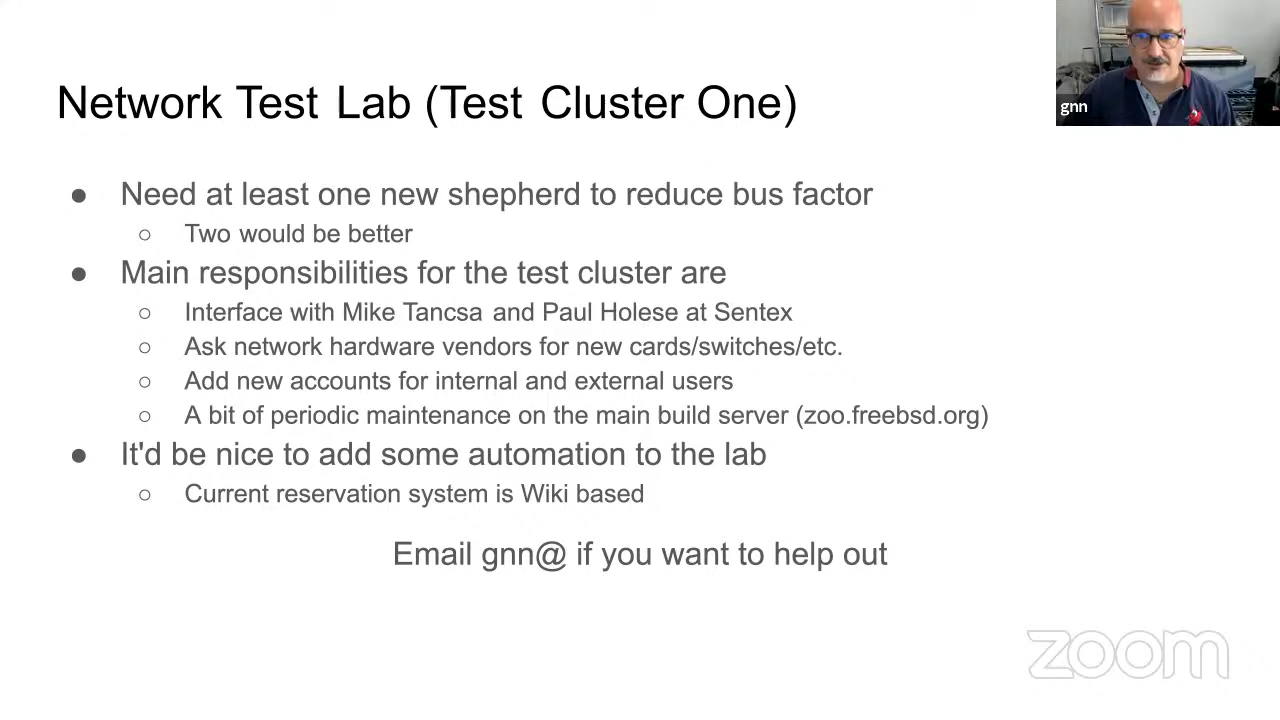 Network Test Lab (Test Cluster One)
gnn
● Need at least one new shepherd to reduce bus factor
○ Two would be better
● Main responsibilities for the test cluster are
○ Interface with Mike Tancsa and Paul Holese at Sentex
○ Ask network hardware vendors for new cards/switches/etc.
○ Add new accounts for internal and external users
○ A bit of periodic maintenance on the main build server (zoo.freebsd.org)
● It'd be nice to add some automation to the lab
○ Current reservation system is Wiki based
Email gnn@ if you want to help out
zoom